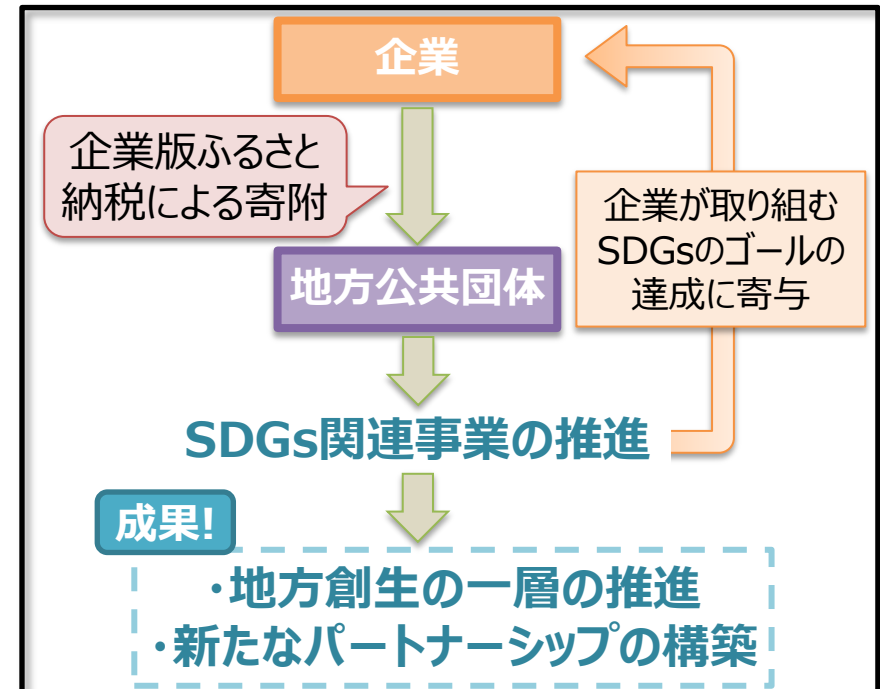 企業
企業版ふるさと
納税による寄附
企業が取り組む
SDGsのゴールの
達成に寄与
地方公共団体
SDGs関連事業の推進
成果!
・地方創生の一層の推進
・新たなパートナーシップの構築